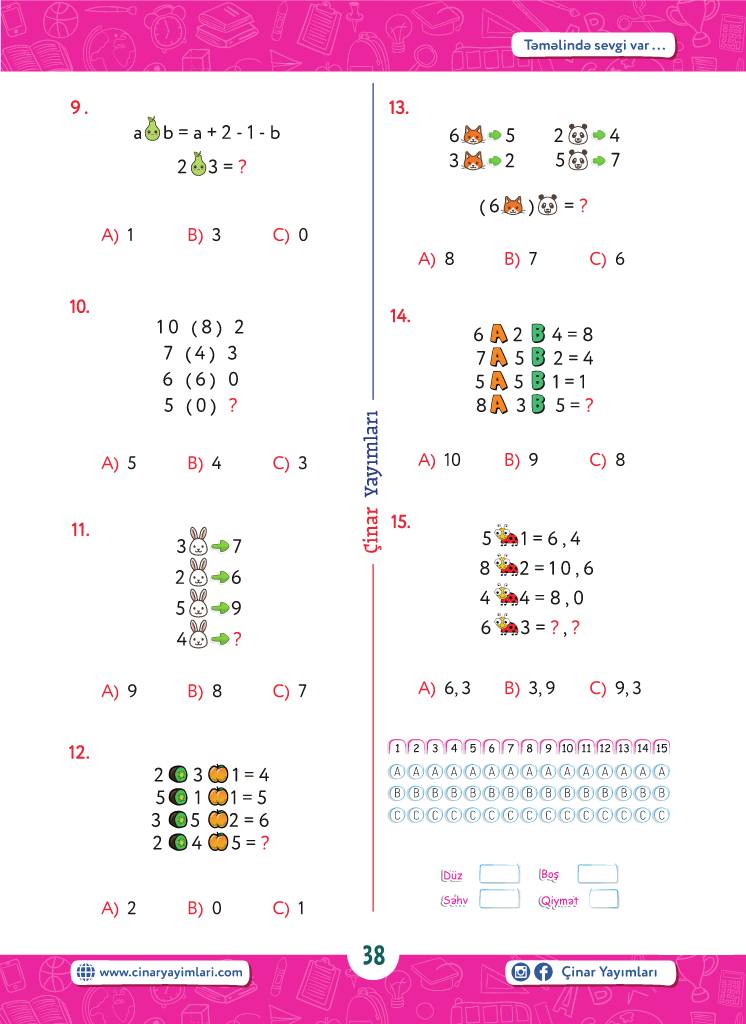 Təməlində sevgi var ...
9.
a b = a + 2 - 1 - b
2 3 = ?
A) 1 B) 3 C) 0
10.
10 (8) 2
7 (4) 3
6 (6) 0
5 (0) ?
A) 5 B) 4 C) 3
11.
3 7
2 6
5 9
4 ?
A) 9 B) 8 C) 7
12.
2 3 1 = 4
5 1 1 = 5
3 5 2 = 6
2 4 5 = ?
A) 2 B) 0 C) 1
Çinar Yayımları
13.
6 5 2 4
3 2 5 7
(6 ) = ?
A) 8 B) 7 C) 6
14.
6 A 2 B 4 = 8
7 A 5 B 2 = 4
5 A 5 B 1 = 1
8 A 3 B 5 = ?
A) 10 B) 9 C) 8
15.
5 1 = 6 , 4
8 2 = 10 , 6
4 4 = 8 , 0
6 3 = ? , ?
A) 6, 3 B) 3, 9 C) 9, 3
1 2 3 4 5 6 7 8 9 10 11 12 13 14 15
A A A A A A A A A A A A A A A
B B B B B B B B B B B B B B B
C C C C C C C C C C C C C C C
Düz Boş
Səhv Qiymət
www.cinaryayimlari.com
38
Çinar Yayımları